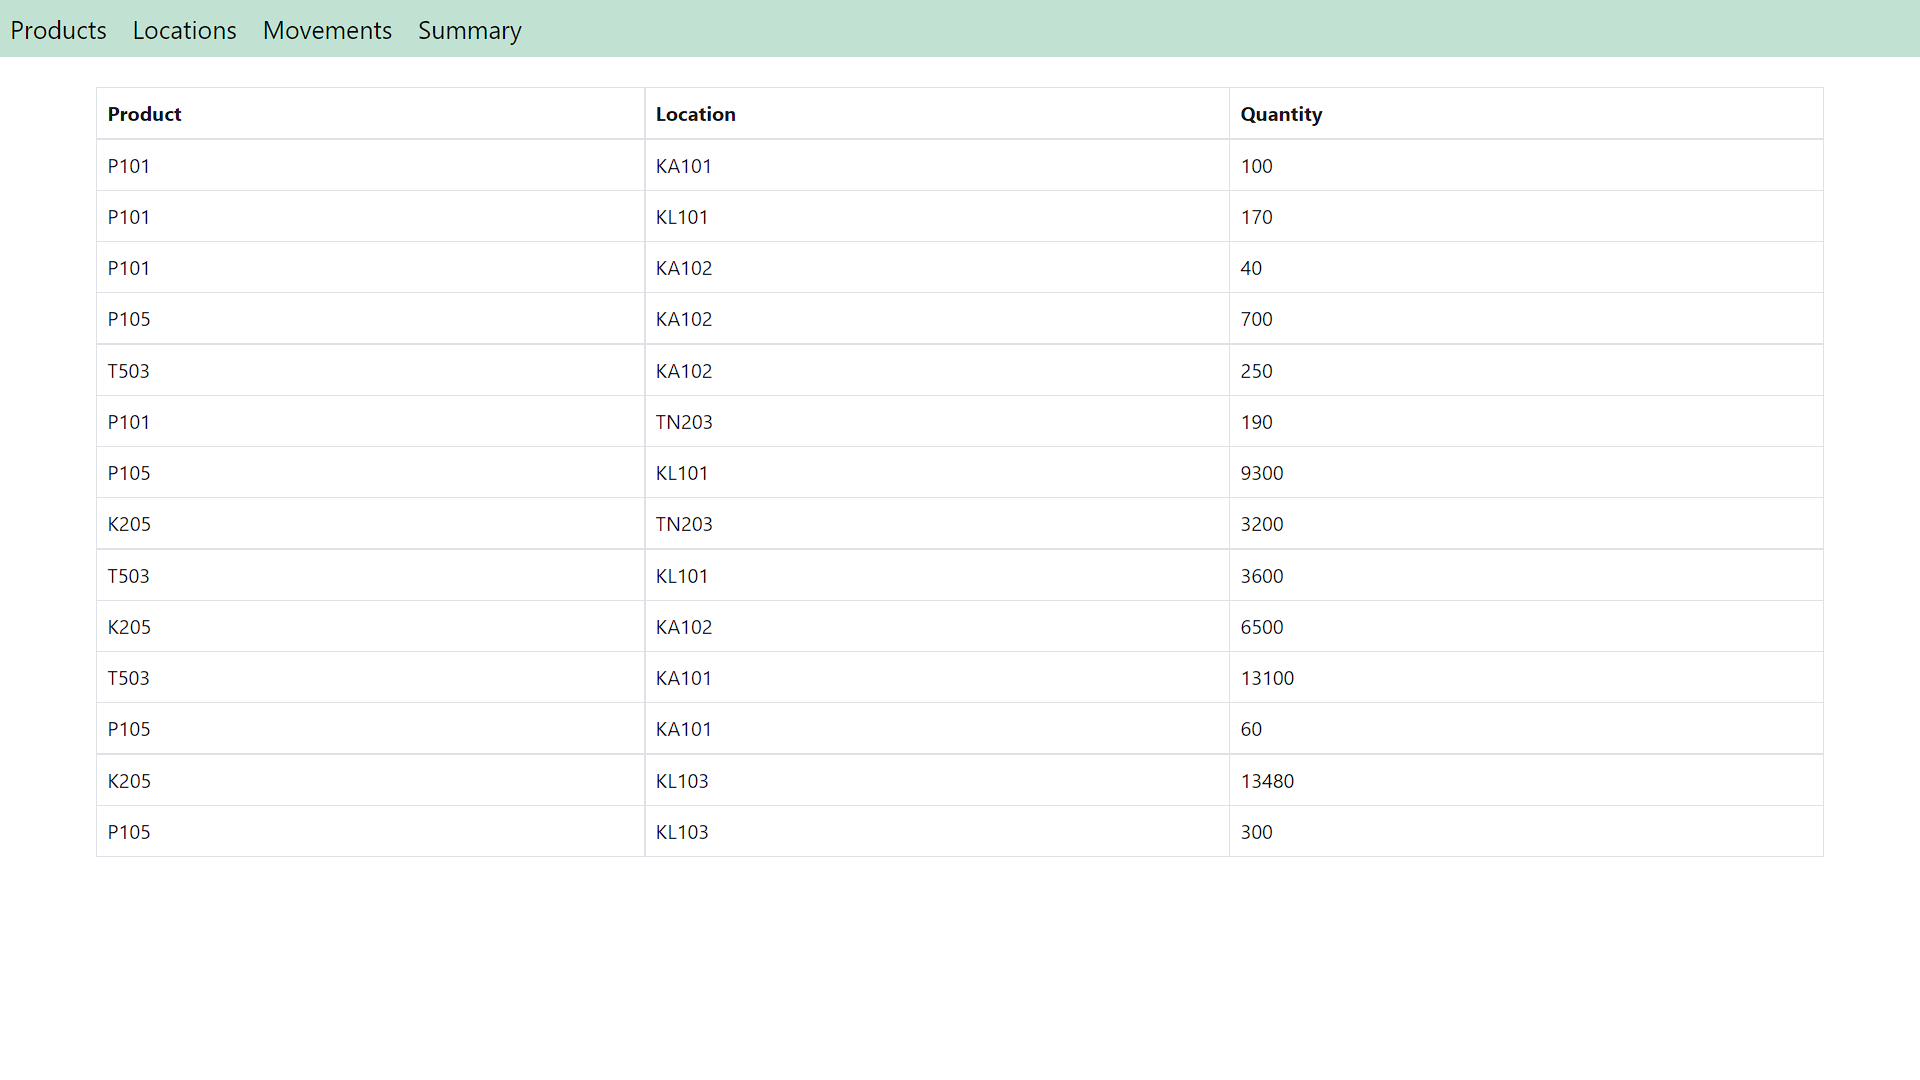 Products Locations Movements Summary
Product Location Quantity
P101 KA101 100
P101 KL101 170
P101 KA102 40
P105 KA102 700
T503 KA102 250
P101 TN203 190
P105 KL101 9300
K205 TN203 3200
T503 KL101 3600
K205 KA102 6500
T503 KA101 13100
P105 KA101 60
K205 KL103 13480
P105 KL103 300